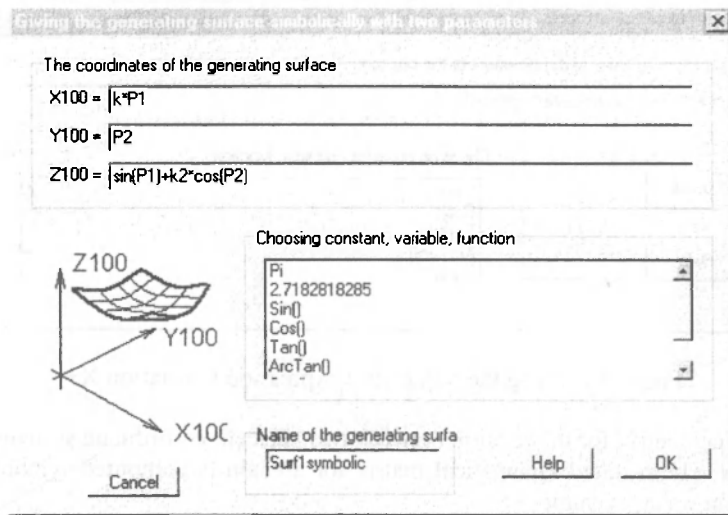 Giving the generating surface simbolically with two parameters
The coordinates of the generating surface
X100 = k*P1
Y100 = P2
Z100 = sin(P1)+k2*cos(P2)
Choosing constant, variable, function
Pi
2.7182818285
Sin()
Cos()
Tan()
ArcTan()
Z100
Y100
X10
Name of the generating surfa
Surf1symbolic
Help
OK
Cancel